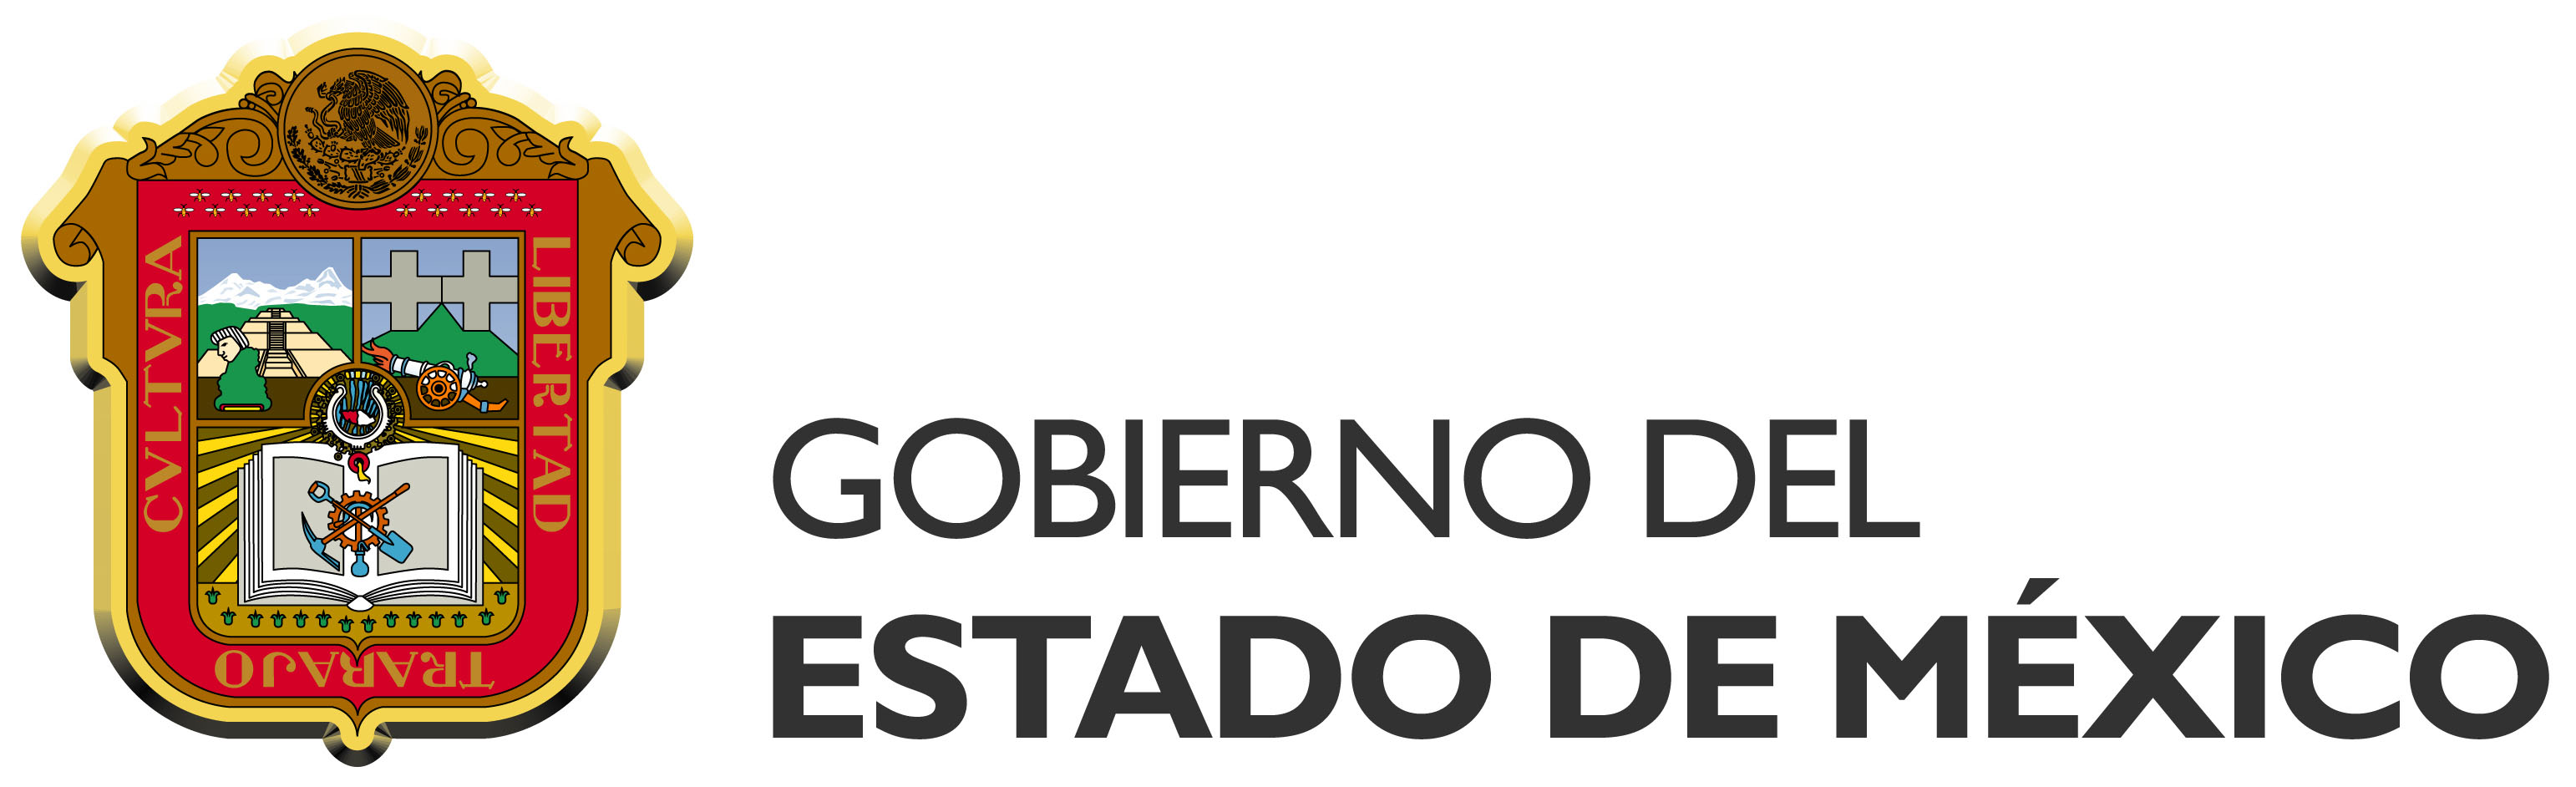 CVLTVRA
LIBERTAD
TRABAJO
GOBIERNO DEL
ESTADO DE MÉXICO